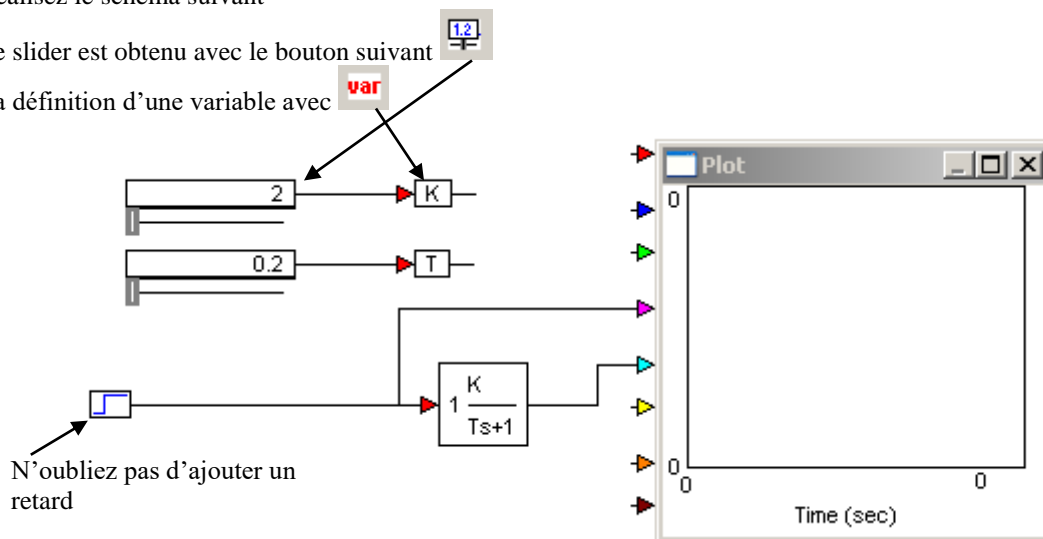 éalisez le schéma suivant
e slider est obtenu avec le bouton suivant 1.2
a définition d'une variable avec var
2
K
0.2
T
Plot
0
0
0
0
Time (sec)
1 K
Ts+1
N'oubliez pas d'ajouter un
retard